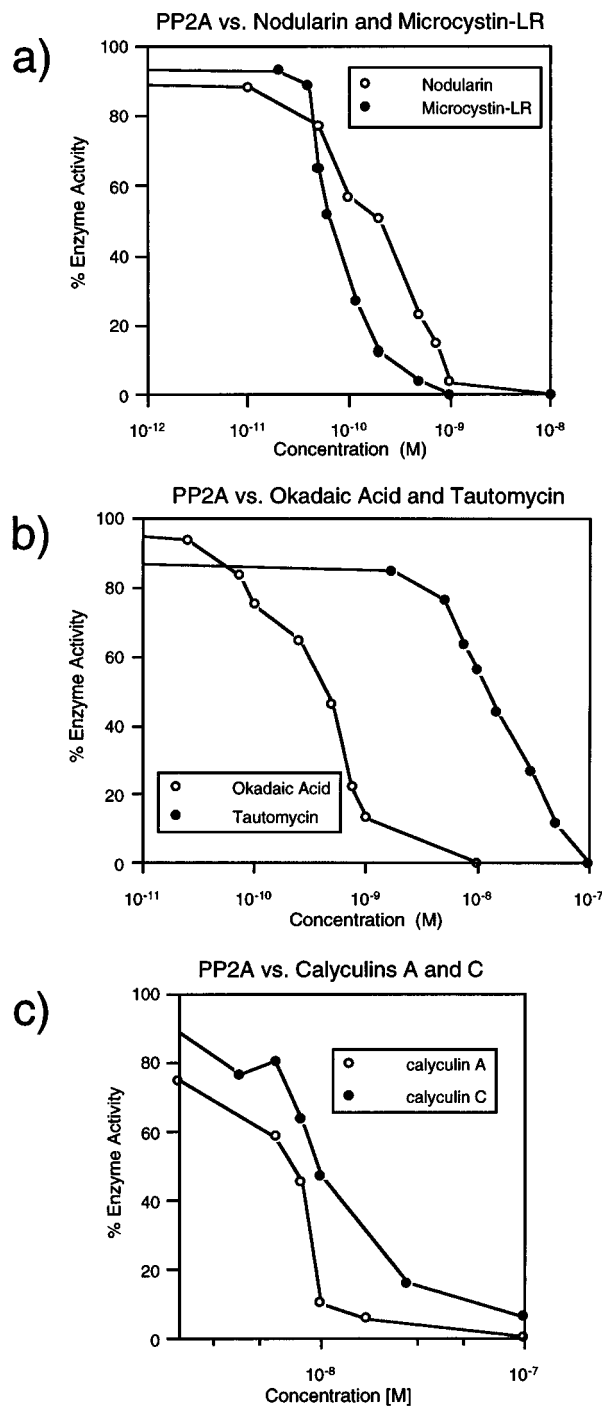 PP2A vs. Nodularin and Microcystin-LR
a)
100
80
60
40
20
0
% Enzyme Activity
Nodularin
Microcystin-LR
10-12 10-11 10-10 10-9 10-8
Concentration (M)
PP2A vs. Okadaic Acid and Tautomycin
b)
100
80
60
40
20
0
% Enzyme Activity
Okadaic Acid
Tautomycin
10-11 10-10 10-9 10-8 10-7
Concentration (M)
PP2A vs. Calyculins A and C
c)
100
80
60
40
20
0
% Enzyme Activity
calyculin A
calyculin C
10-8 10-7
Concentration [M]